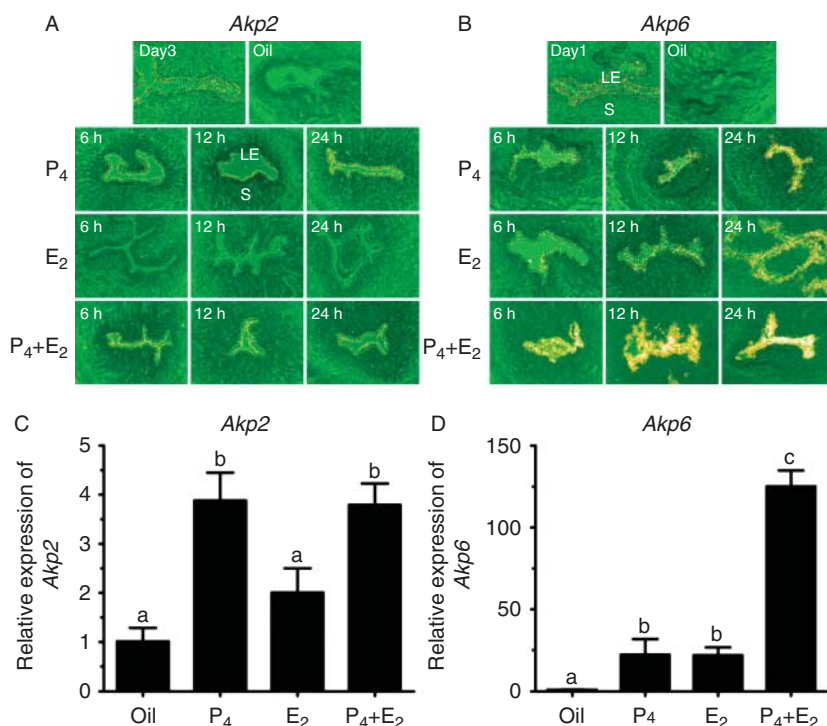 A
Akp2
Day3
Oil
P4
6 h
12 h
LE
S
24 h
E2
6 h
12 h
24 h
P4+E2
6 h
12 h
24 h
B
Akp6
Day1
LE
S
Oil
P4
6 h
12 h
24 h
E2
6 h
12 h
24 h
P4+E2
6 h
12 h
24 h
C
Akp2
Relative expression of
Akp2
5
4
3
2
1
0
a
b
a
b
Oil
P4
E2
P4+E2
D
Akp6
Relative expression of
Akp6
150
125
100
75
50
25
0
a
b
b
c
Oil
P4
E2
P4+E2